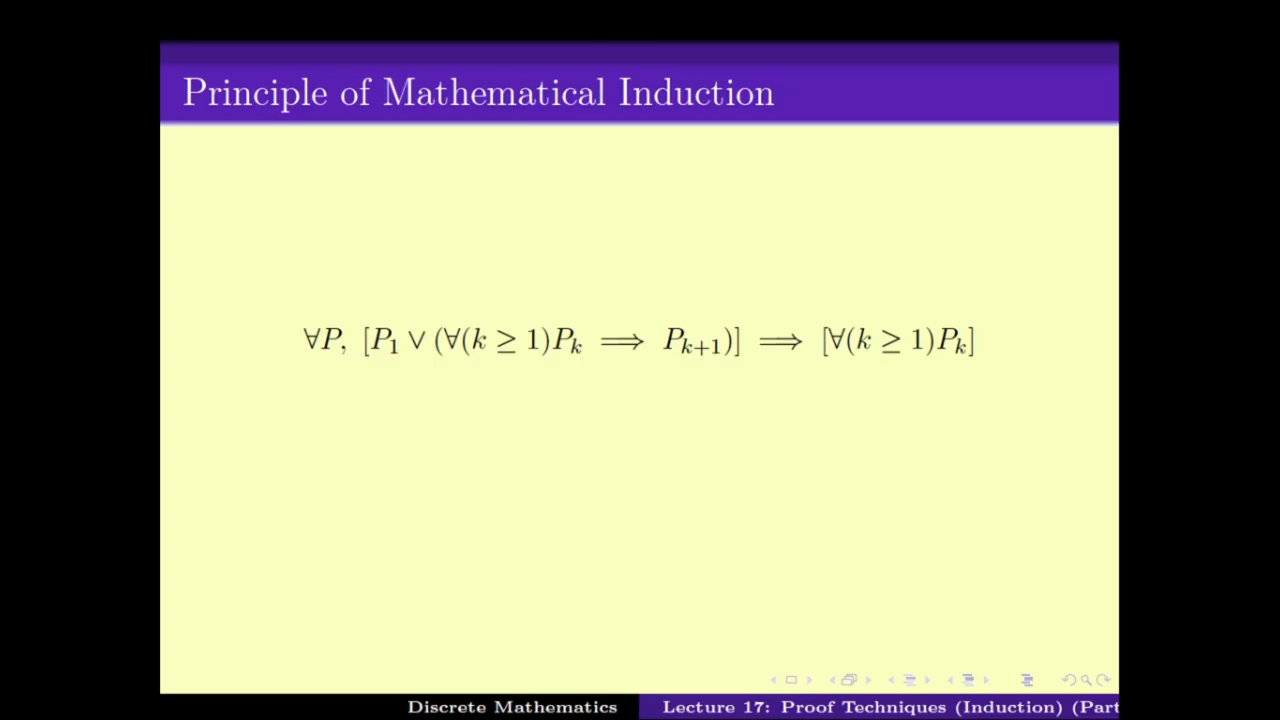 Principle of Mathematical Induction
∀P, [P₁ ∨ (∀(k ≥ 1)Pₖ ⟹ Pₖ₊₁)] ⟹ [∀(k ≥ 1)Pₖ]
Discrete Mathematics
Lecture 17: Proof Techniques (Induction) (Part